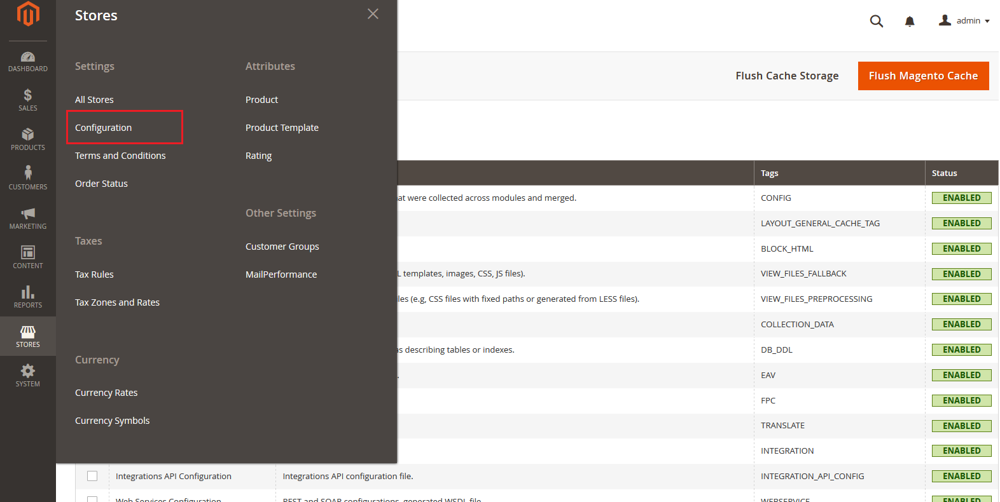 Stores
admin
DASHBOARD
SALES
PRODUCTS
CUSTOMERS
MARKETING
CONTENT
REPORTS
STORES
SYSTEM
Settings
All Stores
Configuration
Terms and Conditions
Order Status
Taxes
Tax Rules
Tax Zones and Rates
Currency
Currency Rates
Currency Symbols
Attributes
Product
Product Template
Rating
Other Settings
Customer Groups
MailPerformance
Flush Cache Storage
Flush Magento Cache
Tags Status
at were collected across modules and merged. CONFIG ENABLED
LAYOUT_GENERAL_CACHE_TAG ENABLED
BLOCK_HTML ENABLED
L templates, images, CSS, JS files). VIEW_FILES_FALLBACK ENABLED
les (e.g, CSS files with fixed paths or generated from LESS files). VIEW_FILES_PREPROCESSING ENABLED
COLLECTION_DATA ENABLED
as describing tables or indexes. DB_DDL ENABLED
EAV ENABLED
FPC ENABLED
TRANSLATE ENABLED
INTEGRATION ENABLED
Integrations API Configuration Integrations API configuration file. INTEGRATION_API_CONFIG ENABLED
Web Services Configuration REST and SOAP configurations, generated WSDL file WEBSERVICE ENABLED